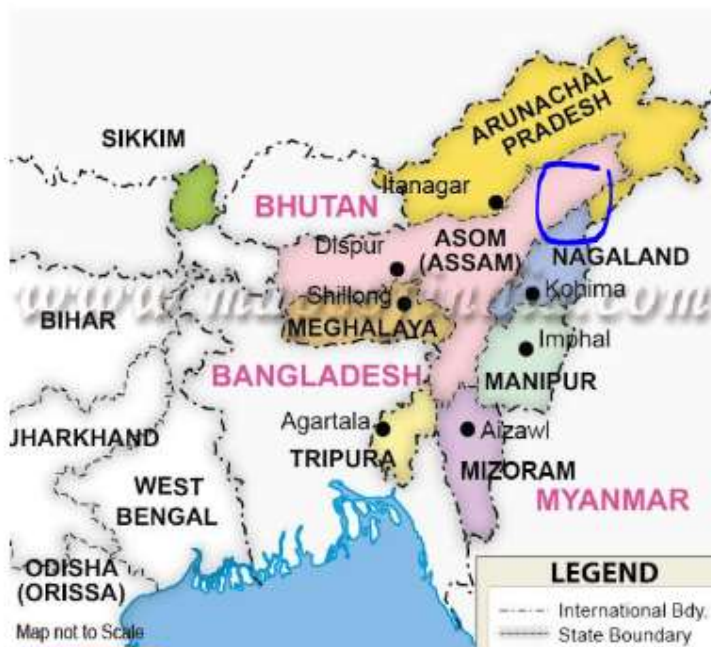 ARUNACHAL
PRADESH
SIKKIM
Itanagar
BHUTAN
Dispur
ASOM
(ASSAM)
NAGALAND
Shillong
Kohima
BIHAR
MEGHALAYA
Imphal
BANGLADESH
MANIPUR
JHARKHAND
Agartala
Aizawl
TRIPURA
MIZORAM
WEST
BENGAL
MYANMAR
ODISHA
(ORISSA)
LEGEND
International Bdy.
Map not to Scale
State Boundary